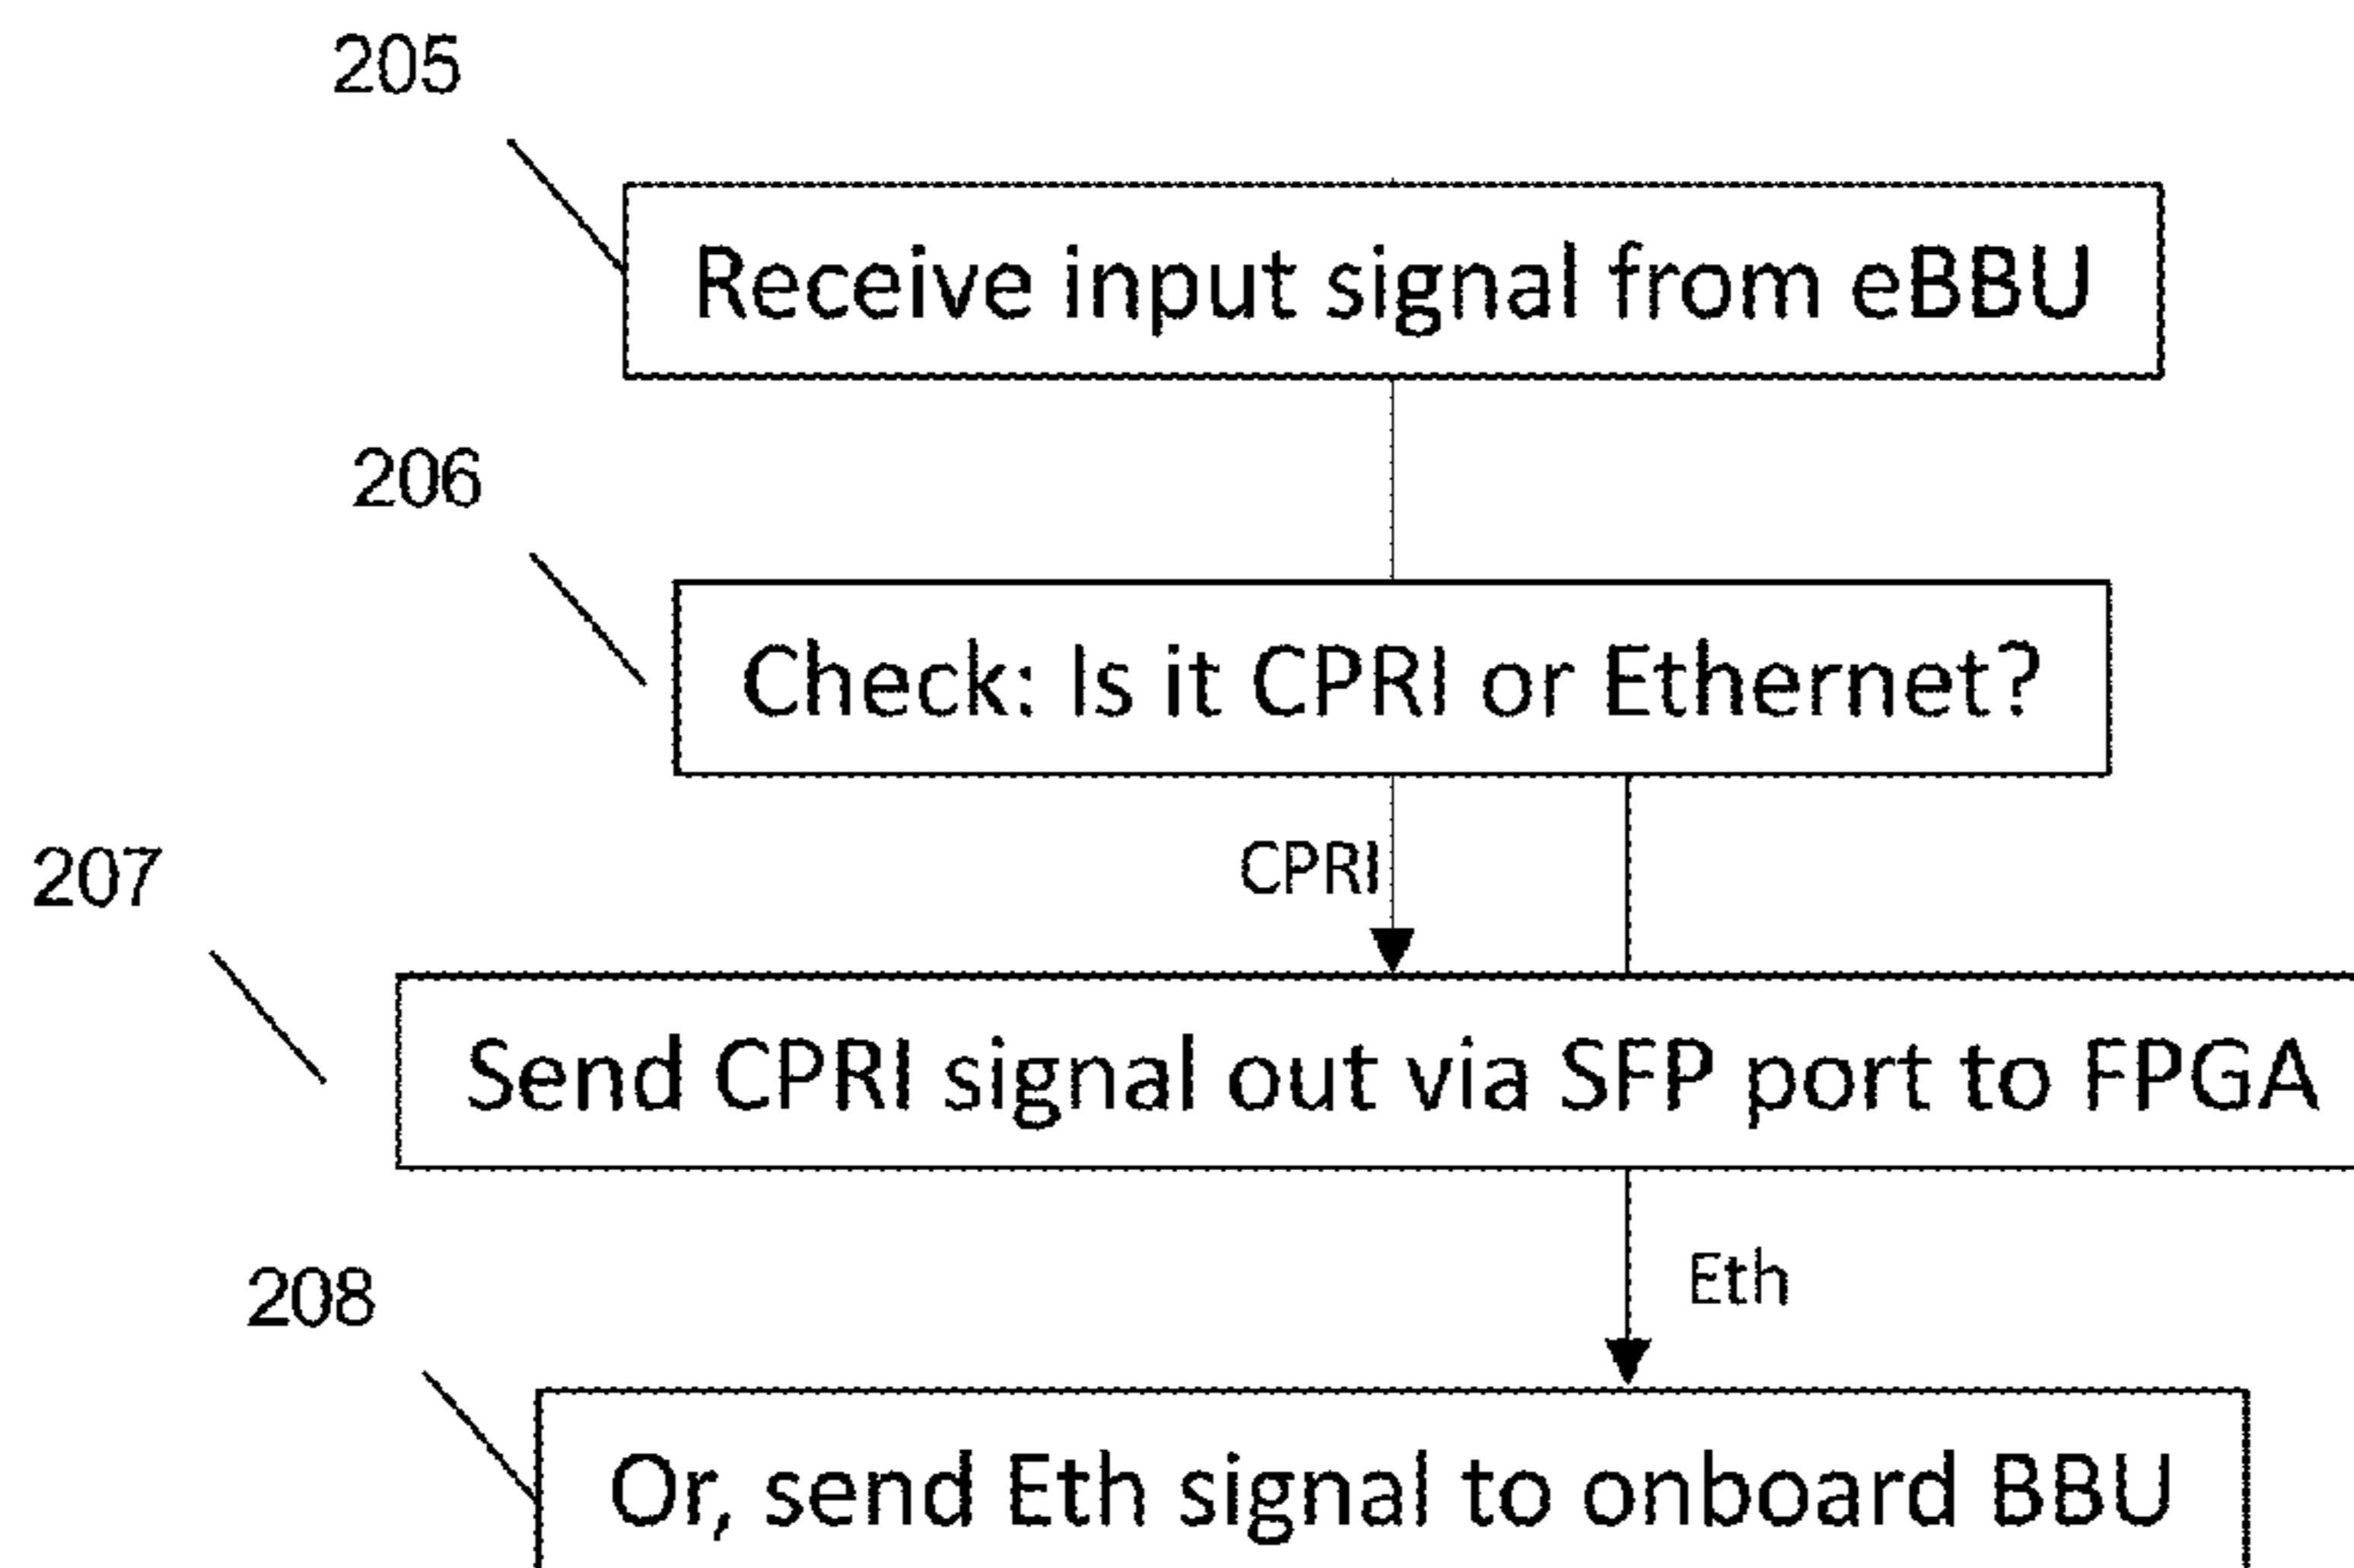 205
Receive input signal from eBBU
206
Check: Is it CPRI or Ethernet?
CPRI
207
Send CPRI signal out via SFP port to FPGA
Eth
208
Or, send Eth signal to onboard BBU